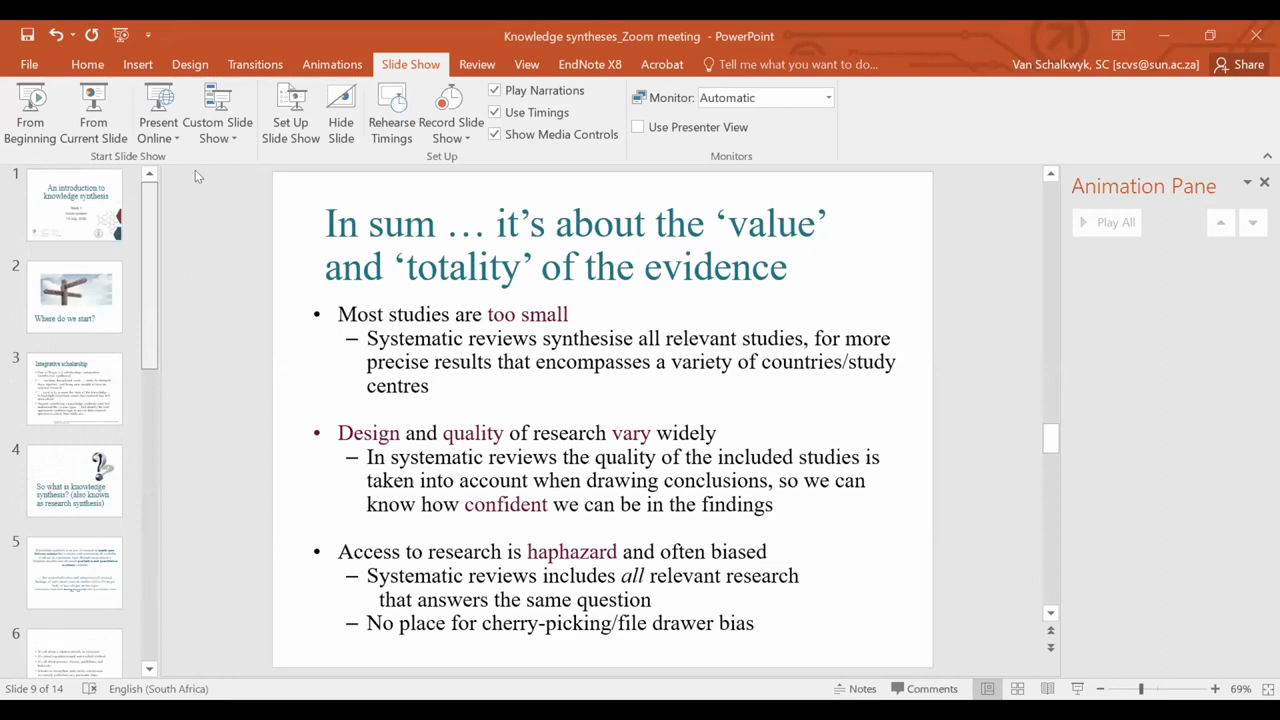 Knowledge syntheses_Zoom meeting - PowerPoint
File Home Insert Design Transitions Animations Slide Show Review View EndNote X8 Acrobat Tell me what you want to do... Van Schalkwyk, SC [scvs@sun.ac.za] Share
From Beginning
From Current Slide
Present Online
Custom Slide Show
Start Slide Show
Set Up Slide Show
Hide Slide
Rehearse Timings
Record Slide Show
Play Narrations
Use Timings
Show Media Controls
Set Up
Monitor: Automatic
Use Presenter View
Monitors
1
An introduction to
knowledge synthesis
2
Where do we start?
3
Integrative scholarship
4
So what is knowledge
synthesis? (also known
as research synthesis)
5
6
In sum … it’s about the ‘value’
and ‘totality’ of the evidence
• Most studies are too small
– Systematic reviews synthesise all relevant studies, for more
precise results that encompasses a variety of countries/study
centres
• Design and quality of research vary widely
– In systematic reviews the quality of the included studies is
taken into account when drawing conclusions, so we can
know how confident we can be in the findings
• Access to research is haphazard and often biased
– Systematic reviews includes all relevant research
that answers the same question
– No place for cherry-picking/file drawer bias
Animation Pane
Play All
Slide 9 of 14 English (South Africa) Notes Comments 69%